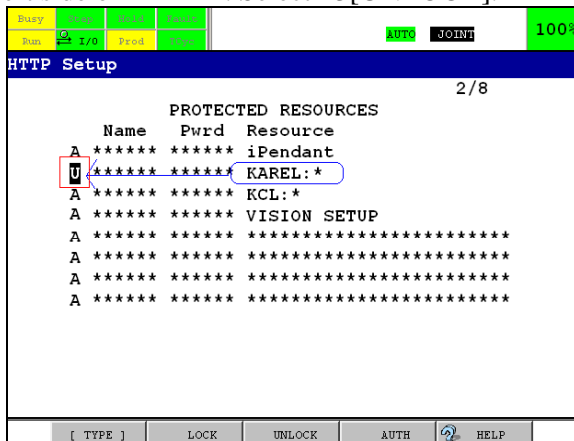 Busy Step Hold Fault
Run I/O Prod TCyc
AUTO JOINT 100%
HTTP Setup
2/8
PROTECTED RESOURCES
Name Pwrd Resource
A ****** ****** iPendant
U ****** ****** KAREL:*
A ****** ****** KCL:*
A ****** ****** VISION SETUP
A ****** ****** ************************
A ****** ****** ************************
A ****** ****** ************************
A ****** ****** ************************
[ TYPE ] LOCK UNLOCK AUTH HELP